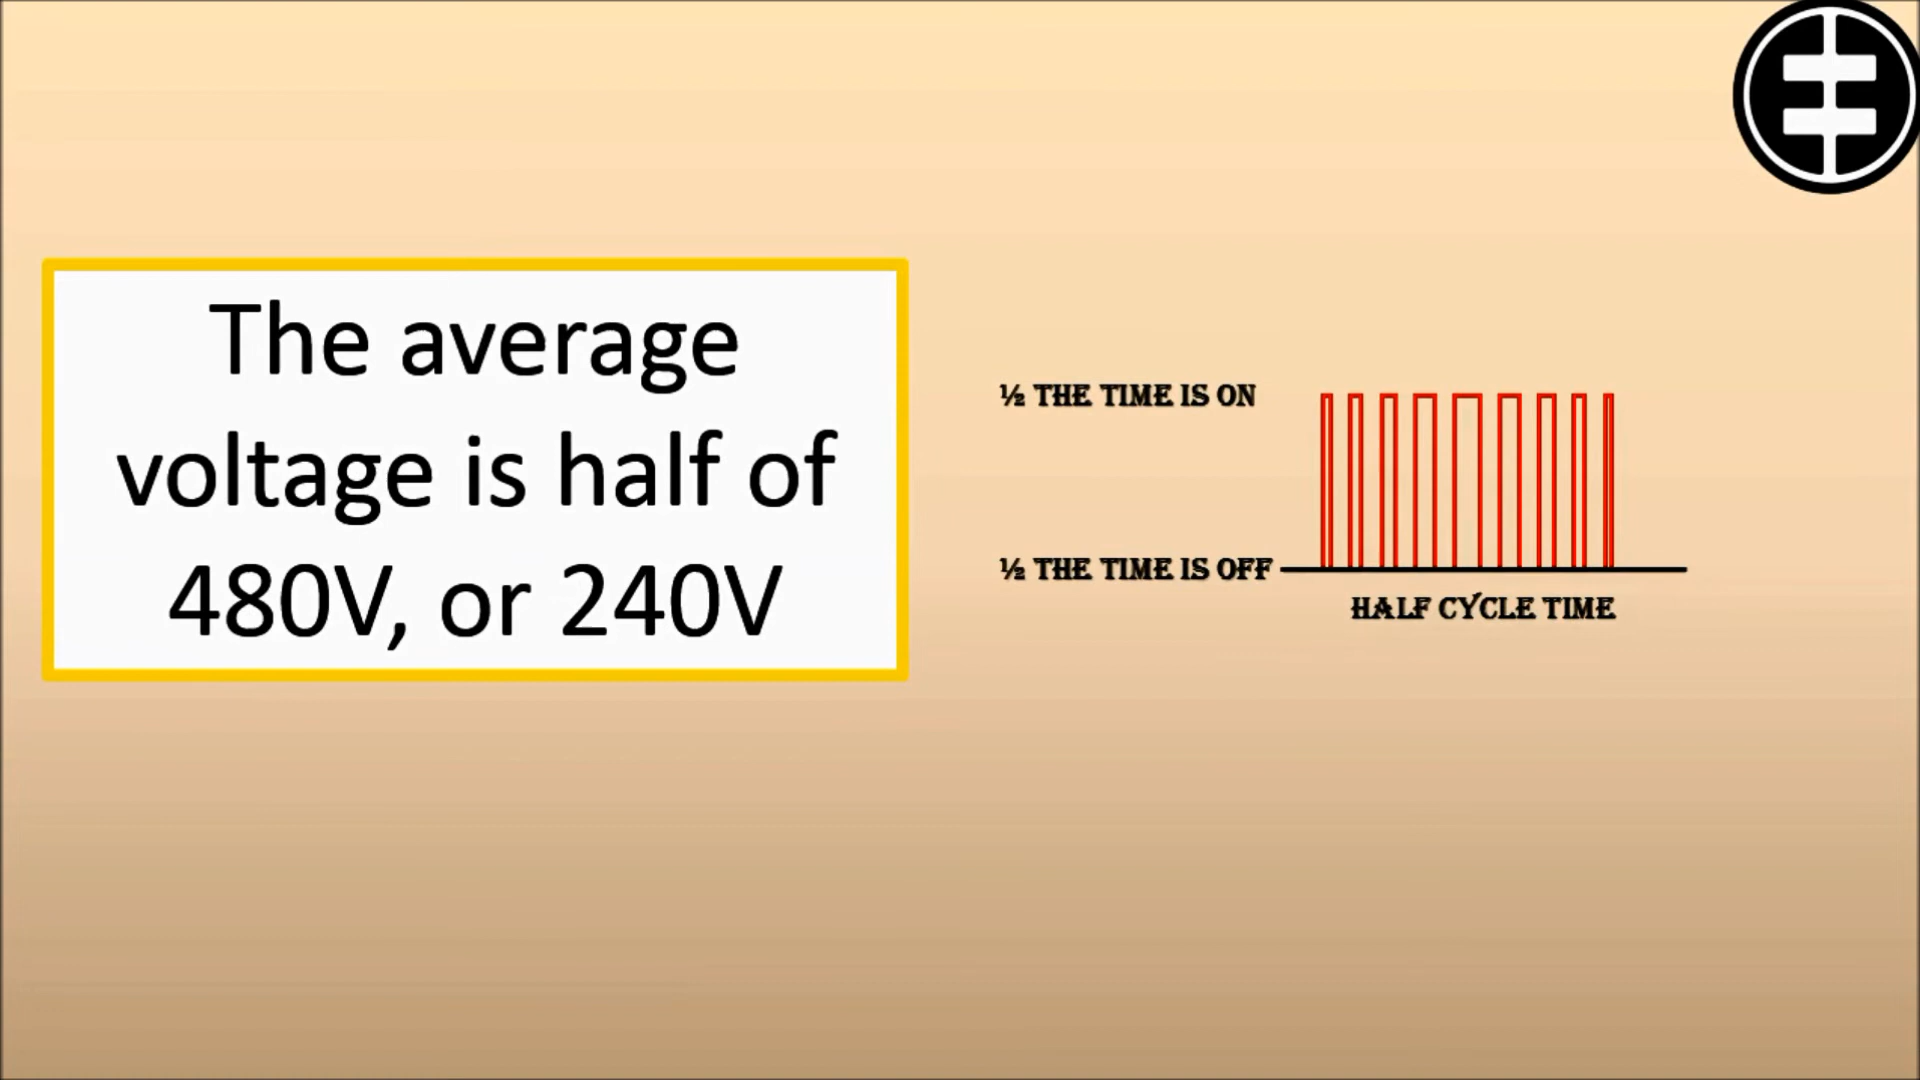 The average
voltage is half of
480V, or 240V
½ THE TIME IS ON
½ THE TIME IS OFF
HALF CYCLE TIME